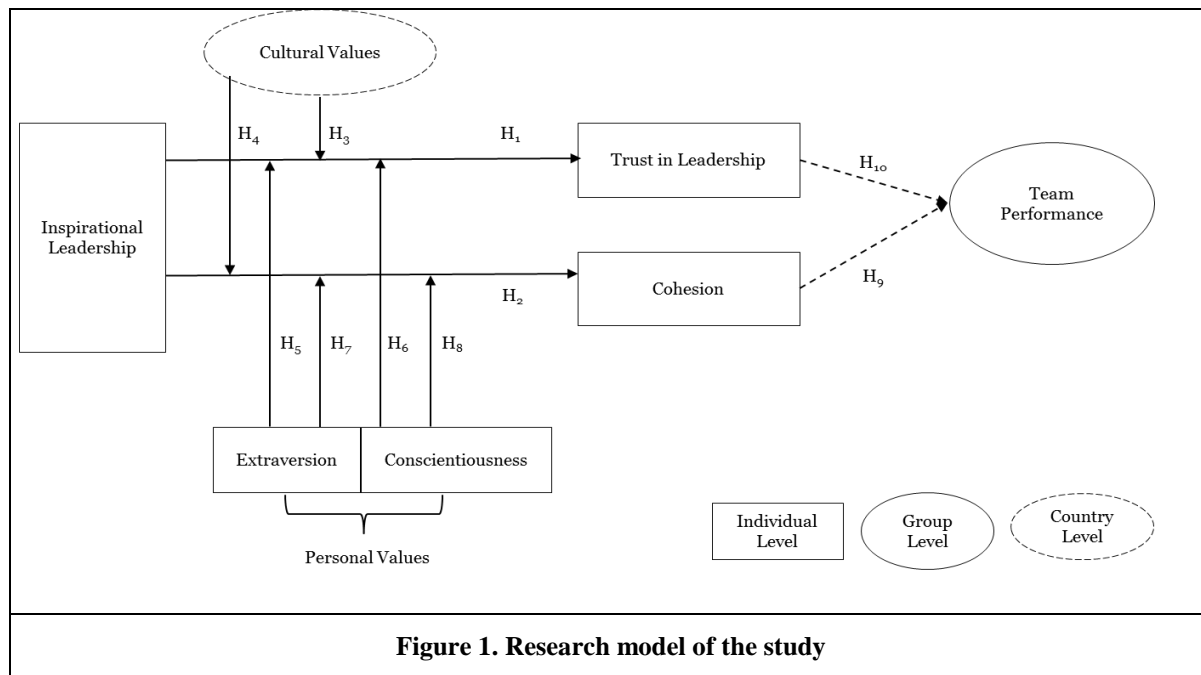 Cultural Values
H4
H3
H1
Inspirational
Leadership
Trust in Leadership
H10
Team
Performance
H2
Cohesion
H9
H5
H7
H6
H8
Extraversion
Conscientiousness
Personal Values
Individual
Level
Group
Level
Country
Level
Figure 1. Research model of the study